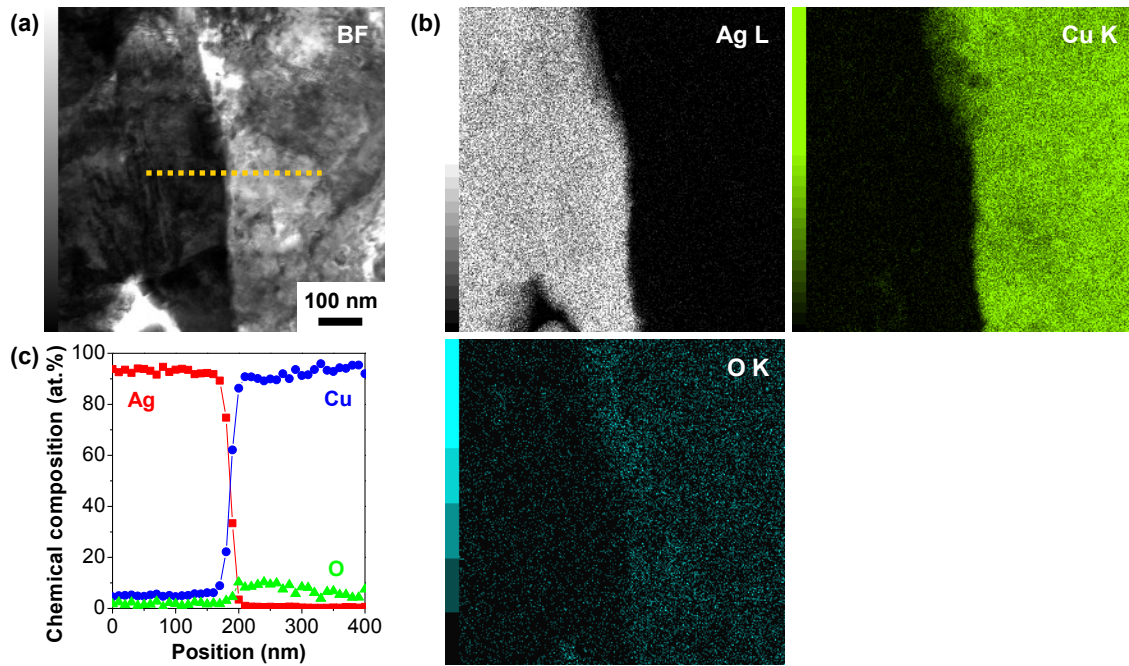 (a)
BF
100 nm
(b)
Ag L
Cu K
O K
(c)
Chemical composition (at.%)
100
80
60
40
20
0
Ag
Cu
O
0
100
200
300
400
Position (nm)